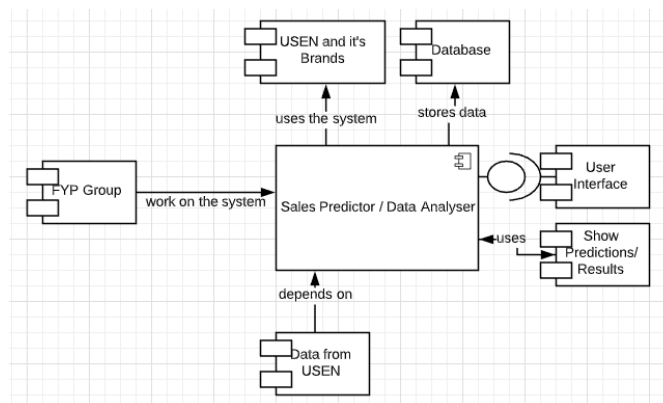 USEN and it's
Brands
Database
uses the system
stores data
FYP Group
work on the system
Sales Predictor / Data Analyser
User
Interface
uses
Show
Predictions/
Results
depends on
Data from
USEN